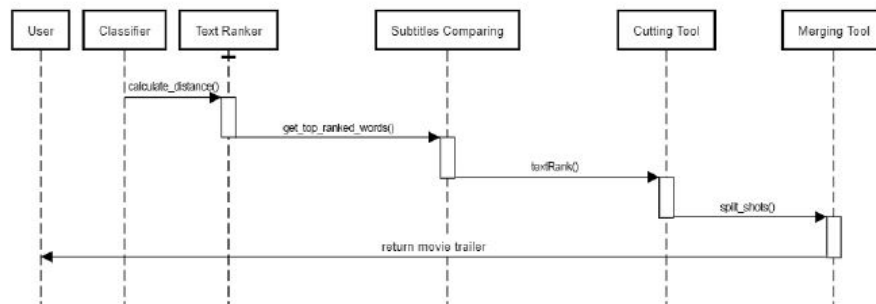 User
Classifier
Text Ranker
Subtitles Comparing
Cutting Tool
Merging Tool
calculate_distance()
get_top_ranked_words()
textRank()
split_shots()
return movie trailer